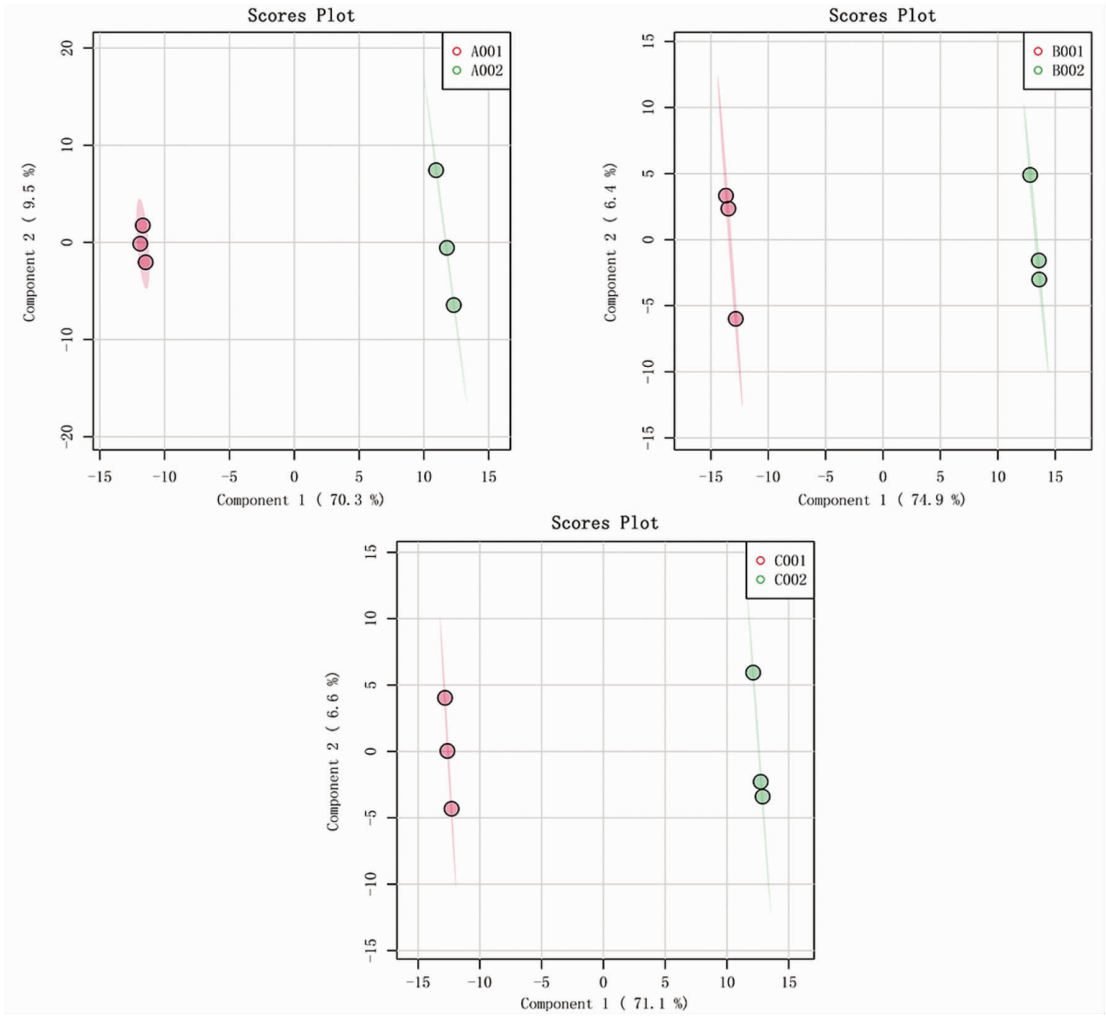 Scores Plot
A001
A002
20
10
0
-10
-20
Component 2 ( 9.5 %)
-15 -10 -5 0 5 10 15
Component 1 ( 70.3 %)
Scores Plot
B001
B002
15
10
5
0
-5
-10
-15
Component 2 ( 6.4 %)
-15 -10 -5 0 5 10 15
Component 1 ( 74.9 %)
Scores Plot
C001
C002
15
10
5
0
-5
-10
-15
Component 2 ( 6.6 %)
-15 -10 -5 0 5 10 15
Component 1 ( 71.1 %)